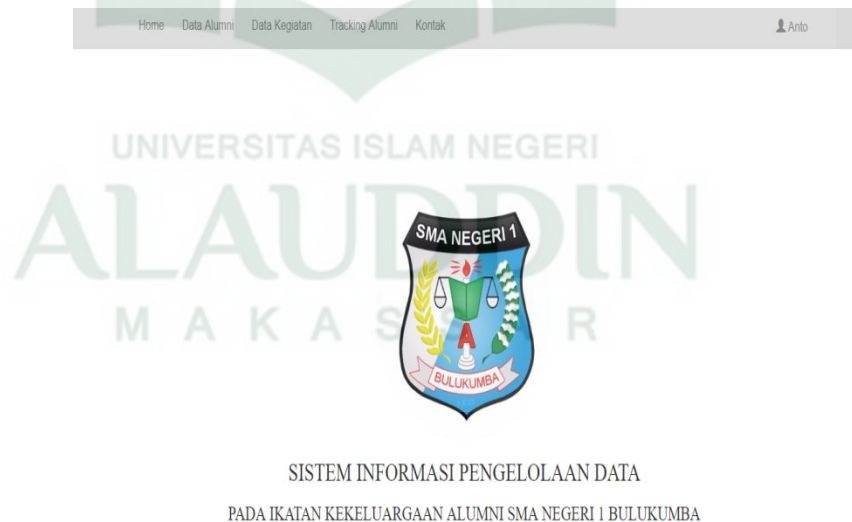 Home Data Alumni Data Kegiatan Tracking Alumni Kontak Anto
UNIVERSITAS ISLAM NEGERI
ALAUDDIN
MAKASSAR
SMA NEGERI 1
A
BULUKUMBA
SISTEM INFORMASI PENGELOLAAN DATA
PADA IKATAN KEKELUARGAAN ALUMNI SMA NEGERI 1 BULUKUMBA